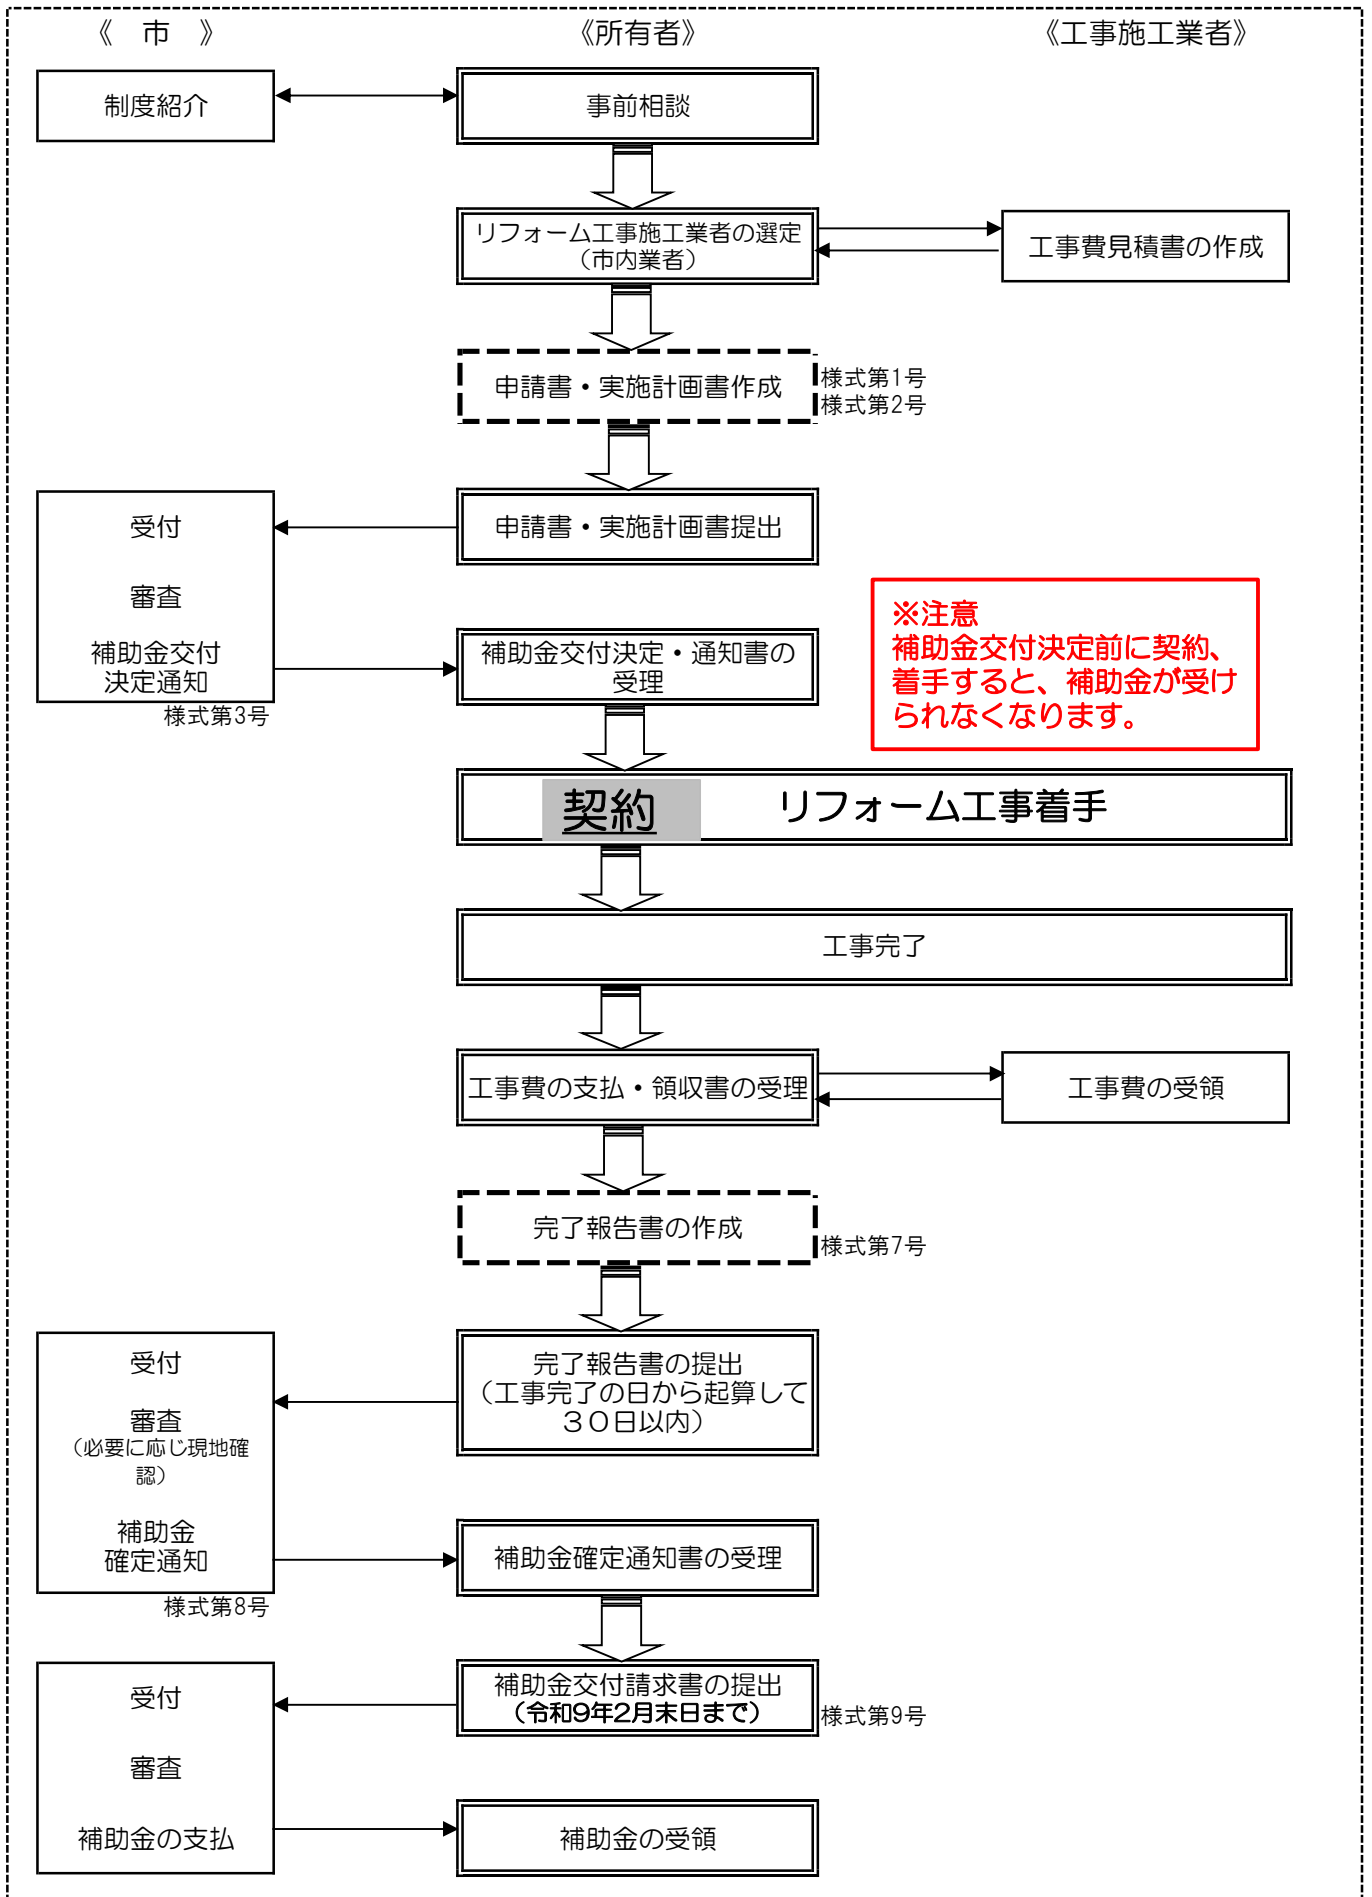 《　市　》
《所有者》
《工事施工業者》
制度紹介
事前相談
リフォーム工事施工業者の選定
（市内業者）
工事費見積書の作成
申請書・実施計画書作成
様式第1号
様式第2号
受付
申請書・実施計画書提出
審査
補助金交付
決定通知
様式第3号
補助金交付決定・通知書の
受理
※注意
補助金交付決定前に契約、
着手すると、補助金が受け
られなくなります。
契約　　リフォーム工事着手
工事完了
工事費の支払・領収書の受理
工事費の受領
完了報告書の作成
様式第7号
受付
完了報告書の提出
（工事完了の日から起算して
３０日以内）
審査
（必要に応じ現地確
認）
補助金
確定通知
様式第8号
補助金確定通知書の受理
受付
補助金交付請求書の提出
（令和9年2月末日まで）
様式第9号
審査
補助金の支払
補助金の受領